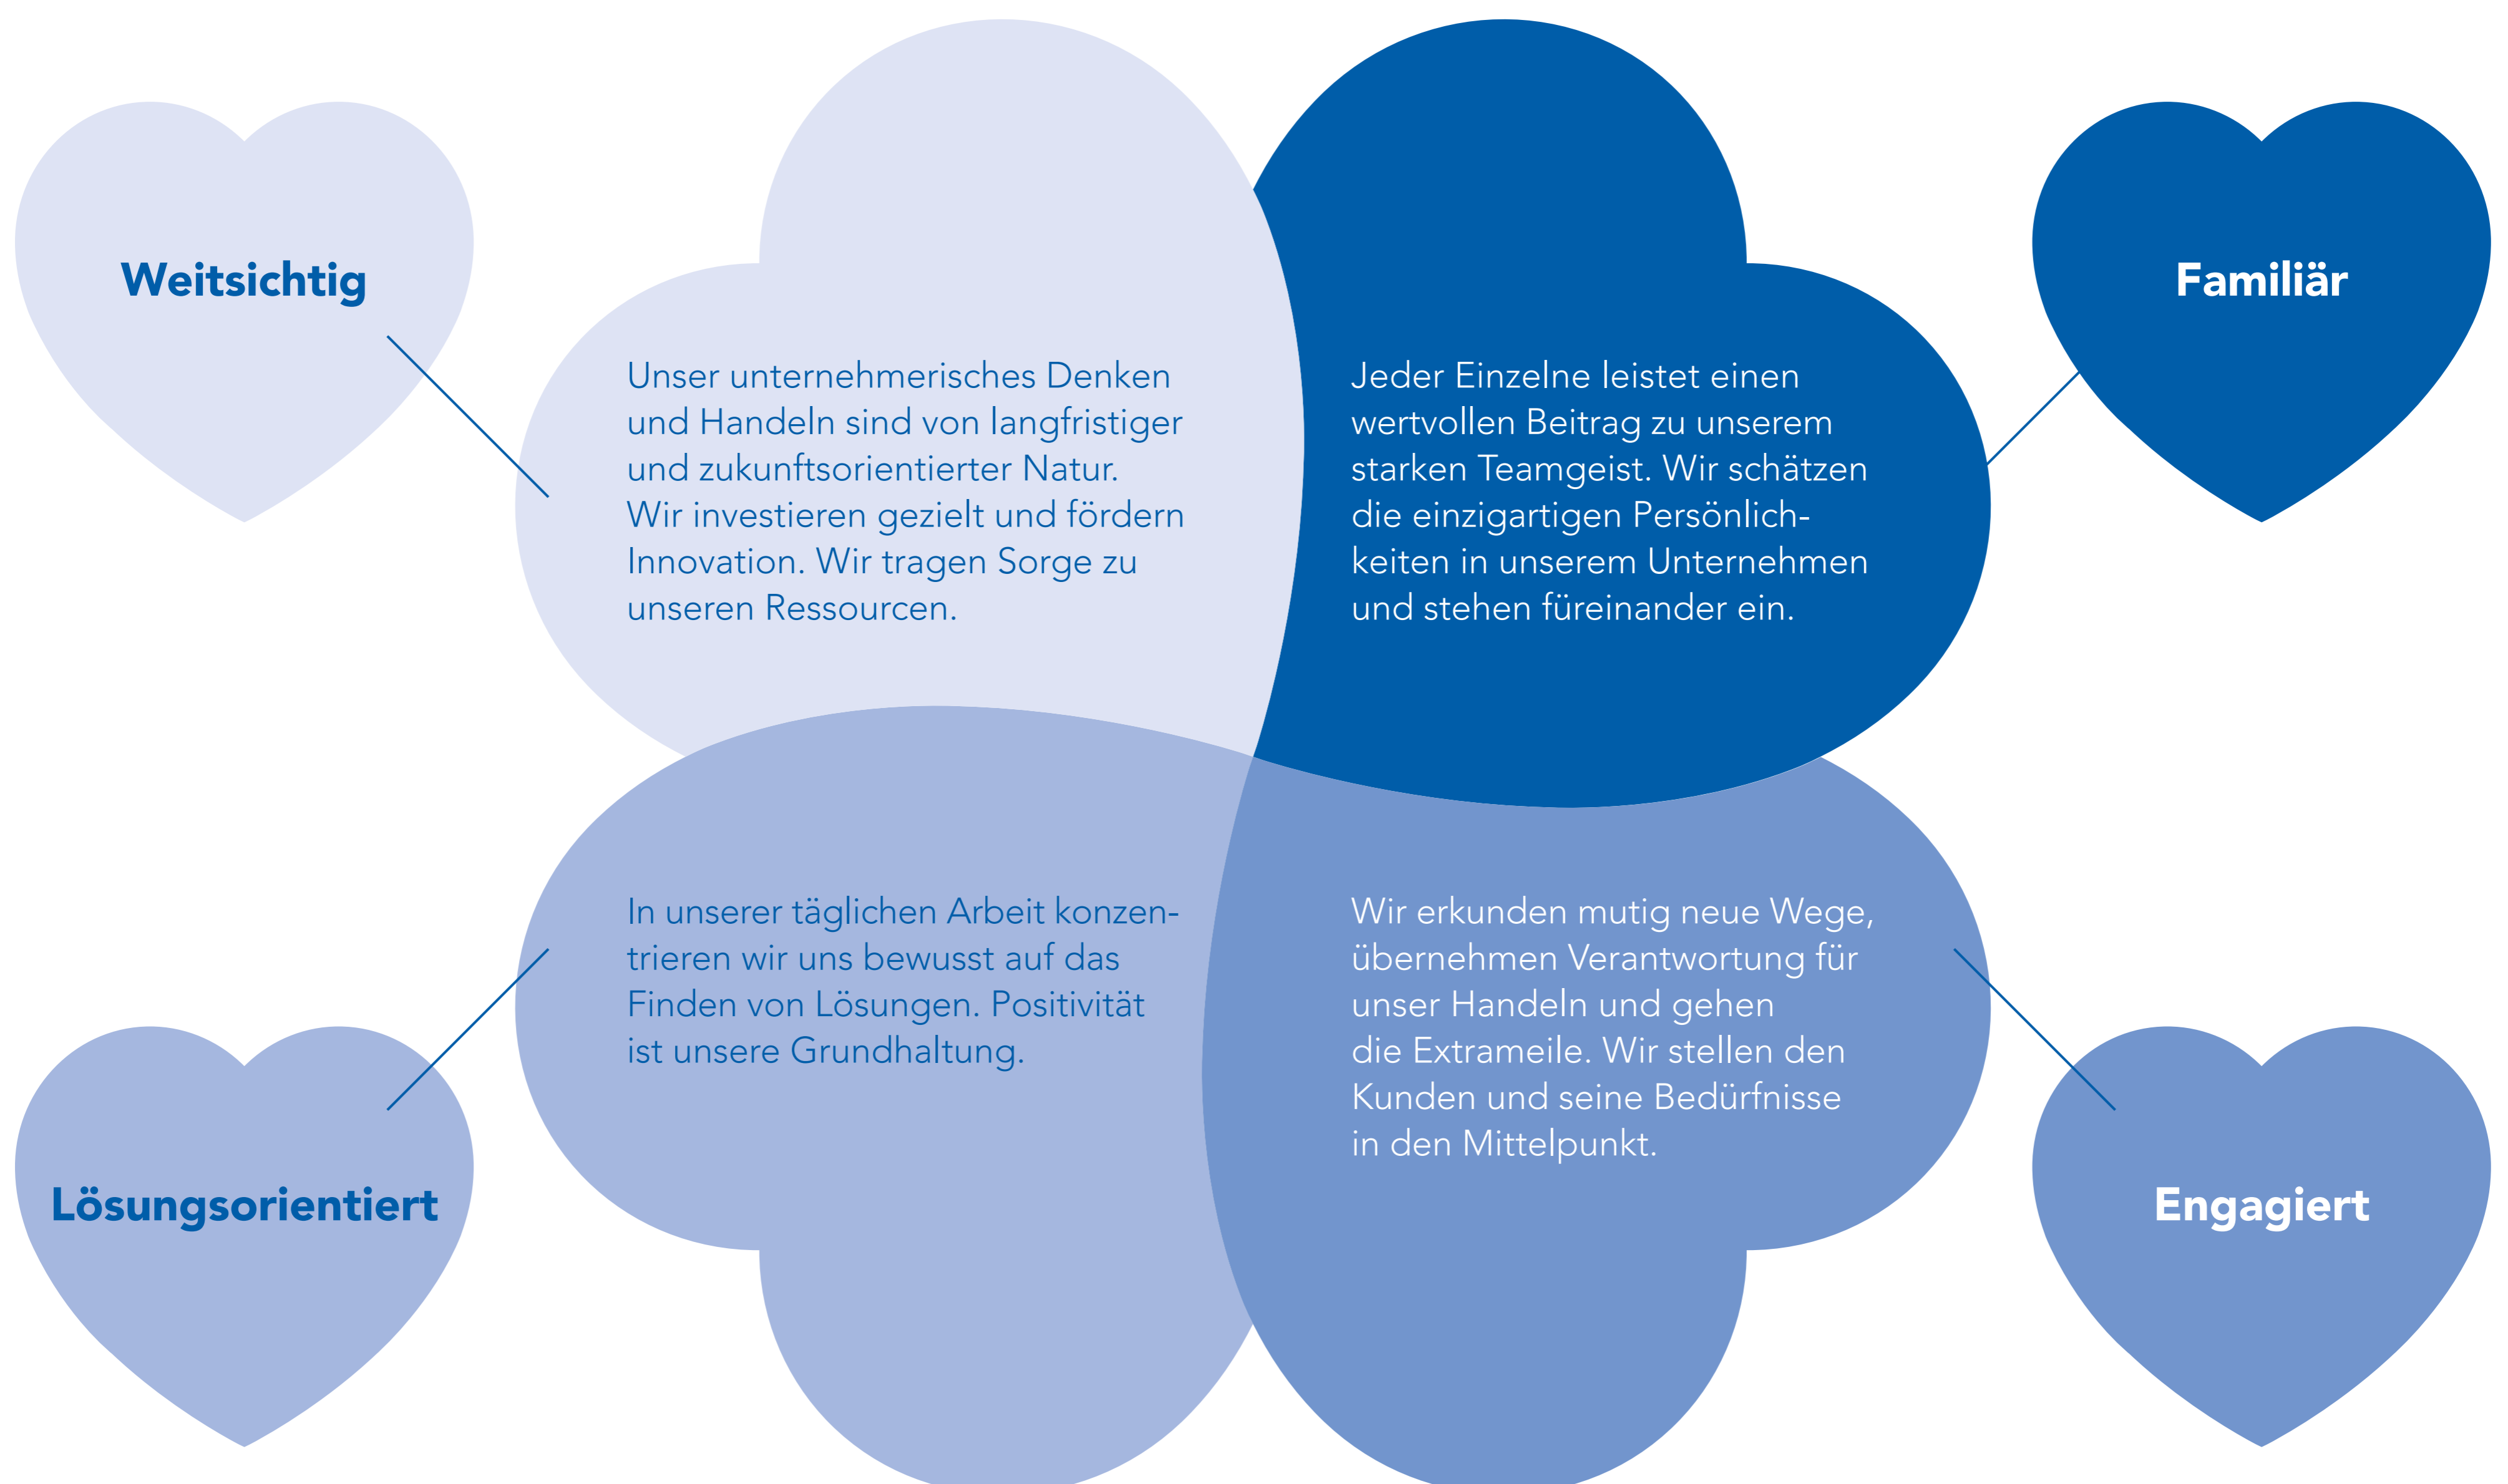 Weitsichtig
Unser unternehmerisches Denken
und Handeln sind von langfristiger
und zukunftsorientierter Natur.
Wir investieren gezielt und fördern
Innovation. Wir tragen Sorge zu
unseren Ressourcen.
Familiär
Jeder Einzelne leistet einen
wertvollen Beitrag zu unserem
starken Teamgeist. Wir schätzen
die einzigartigen Persönlich-
keiten in unserem Unternehmen
und stehen füreinander ein.
Lösungsorientiert
In unserer täglichen Arbeit konzen-
trieren wir uns bewusst auf das
Finden von Lösungen. Positivität
ist unsere Grundhaltung.
Engagiert
Wir erkunden mutig neue Wege,
übernehmen Verantwortung für
unser Handeln und gehen
die Extrameile. Wir stellen den
Kunden und seine Bedürfnisse
in den Mittelpunkt.